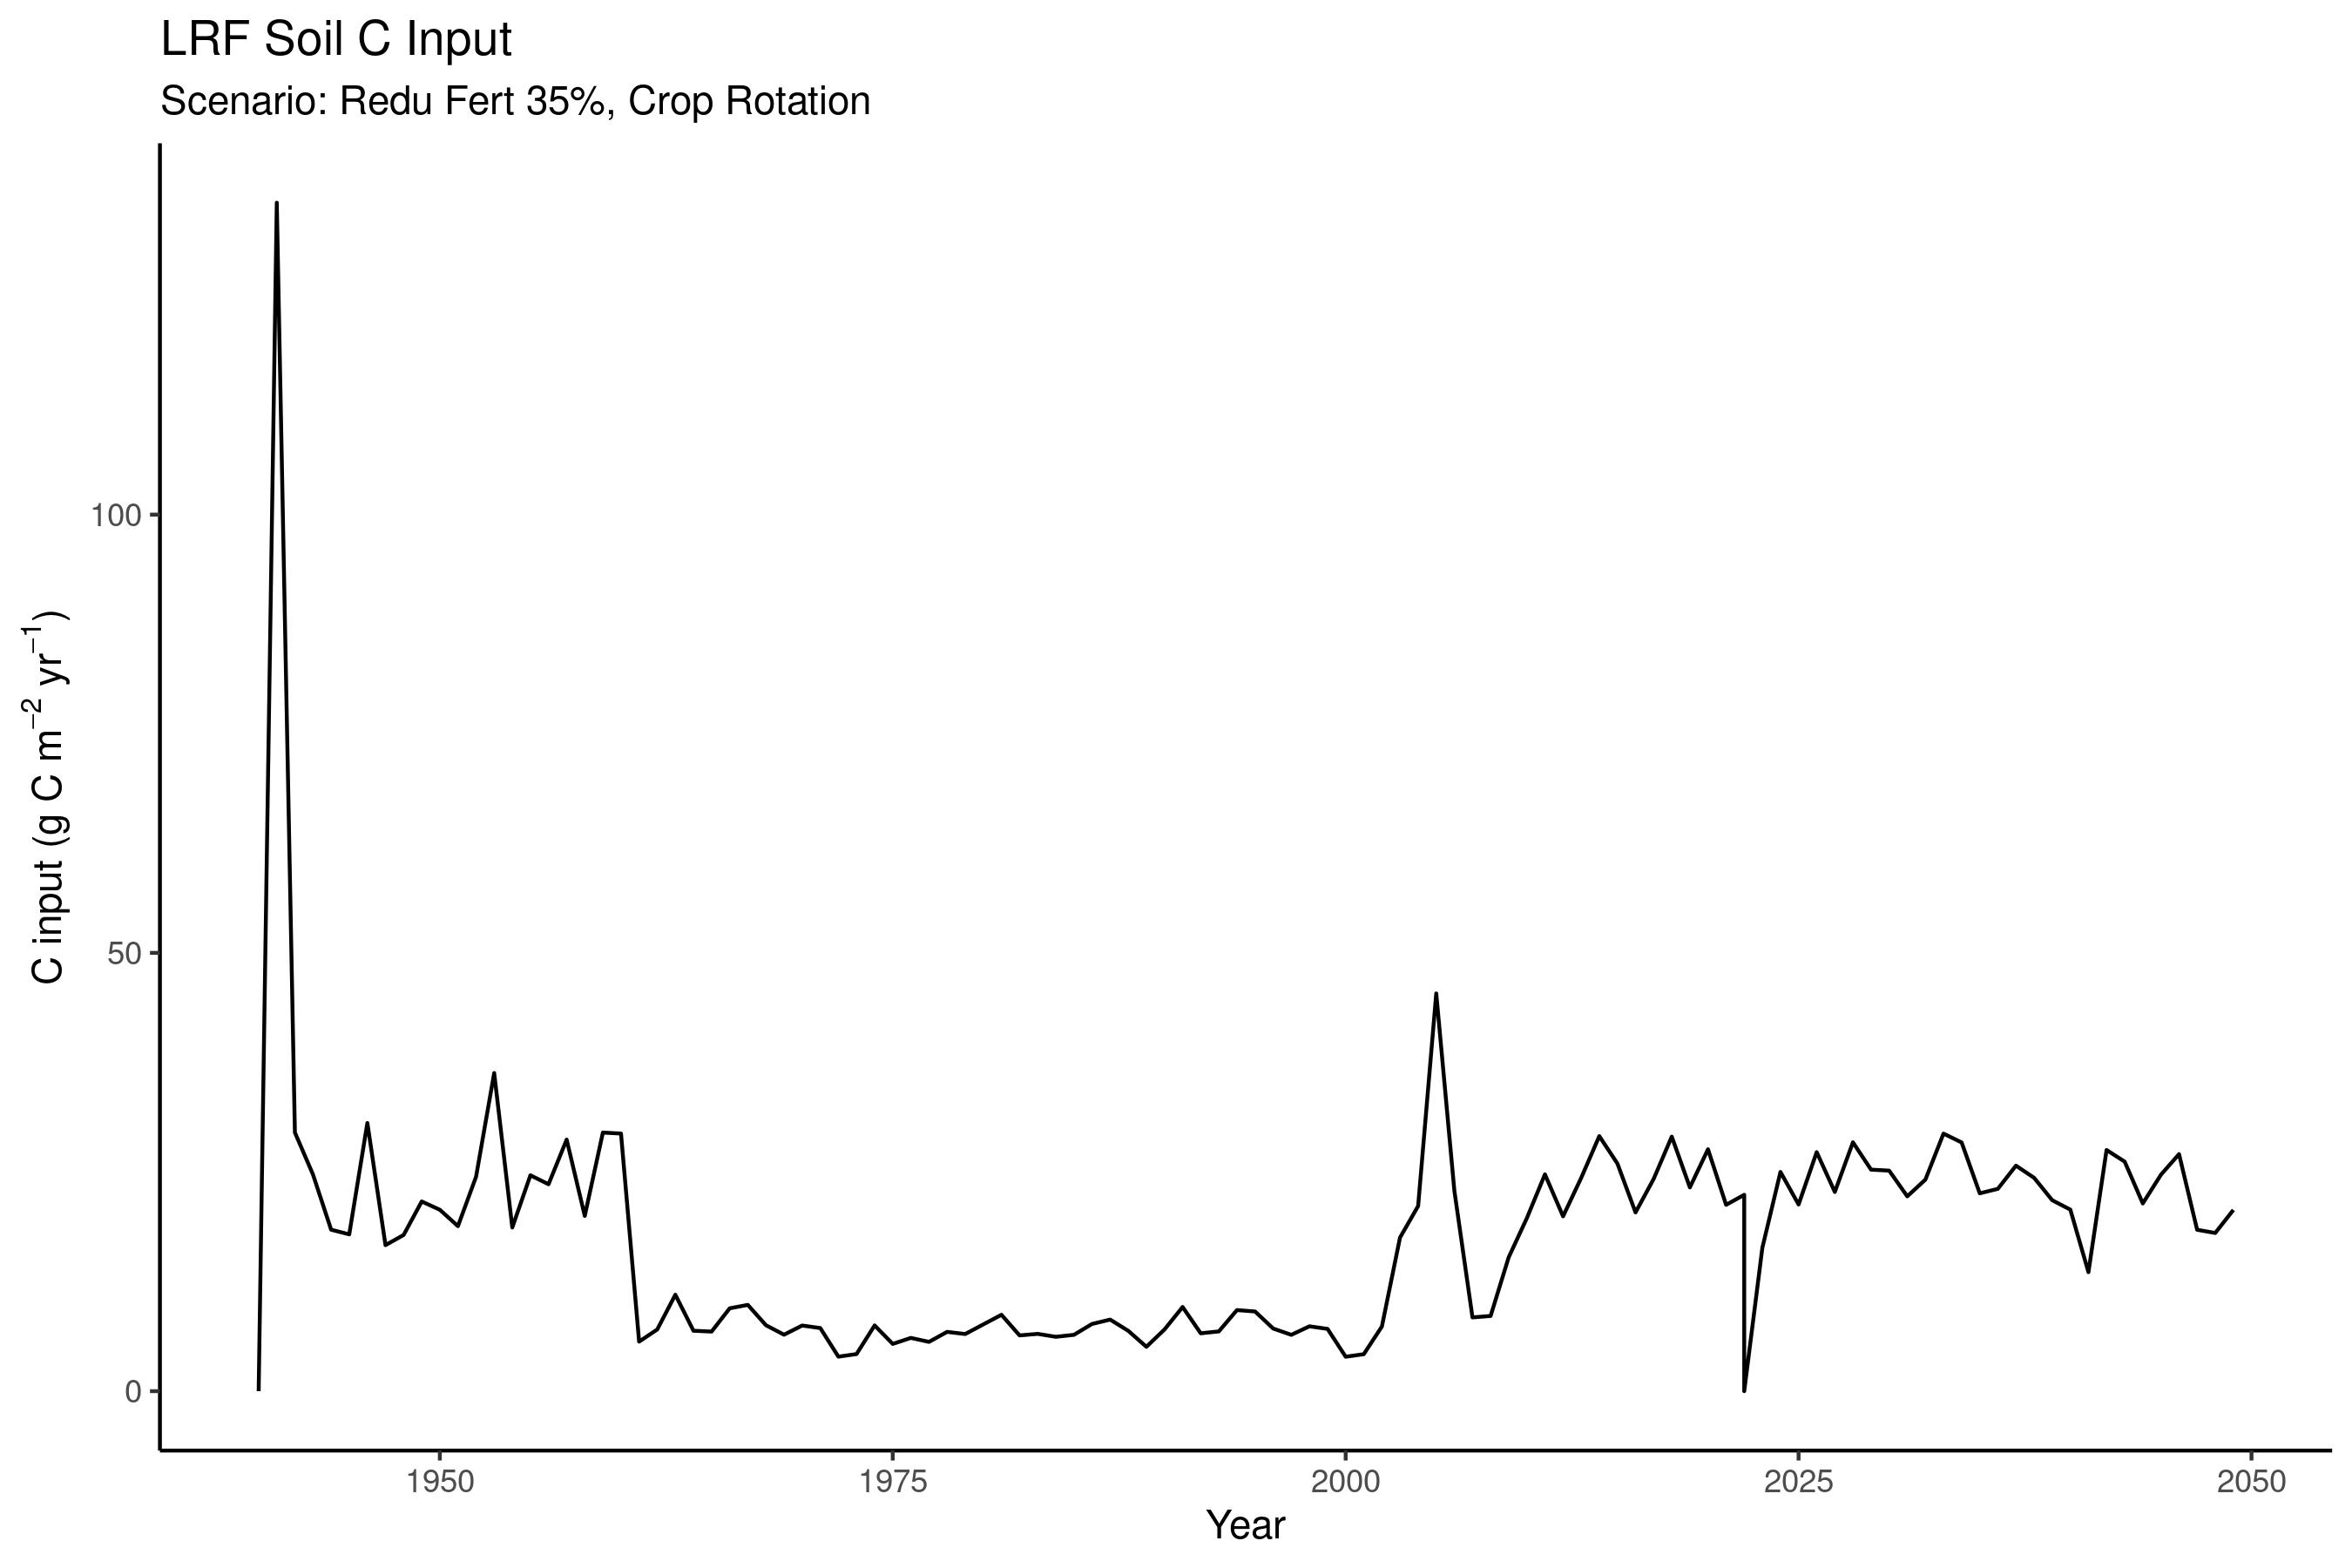 LRF Soil C Input
Scenario: Redu Fert 35%, Crop Rotation
C input (g C m⁻² yr⁻¹)
100
50
0
1950 1975 2000 2025 2050
Year